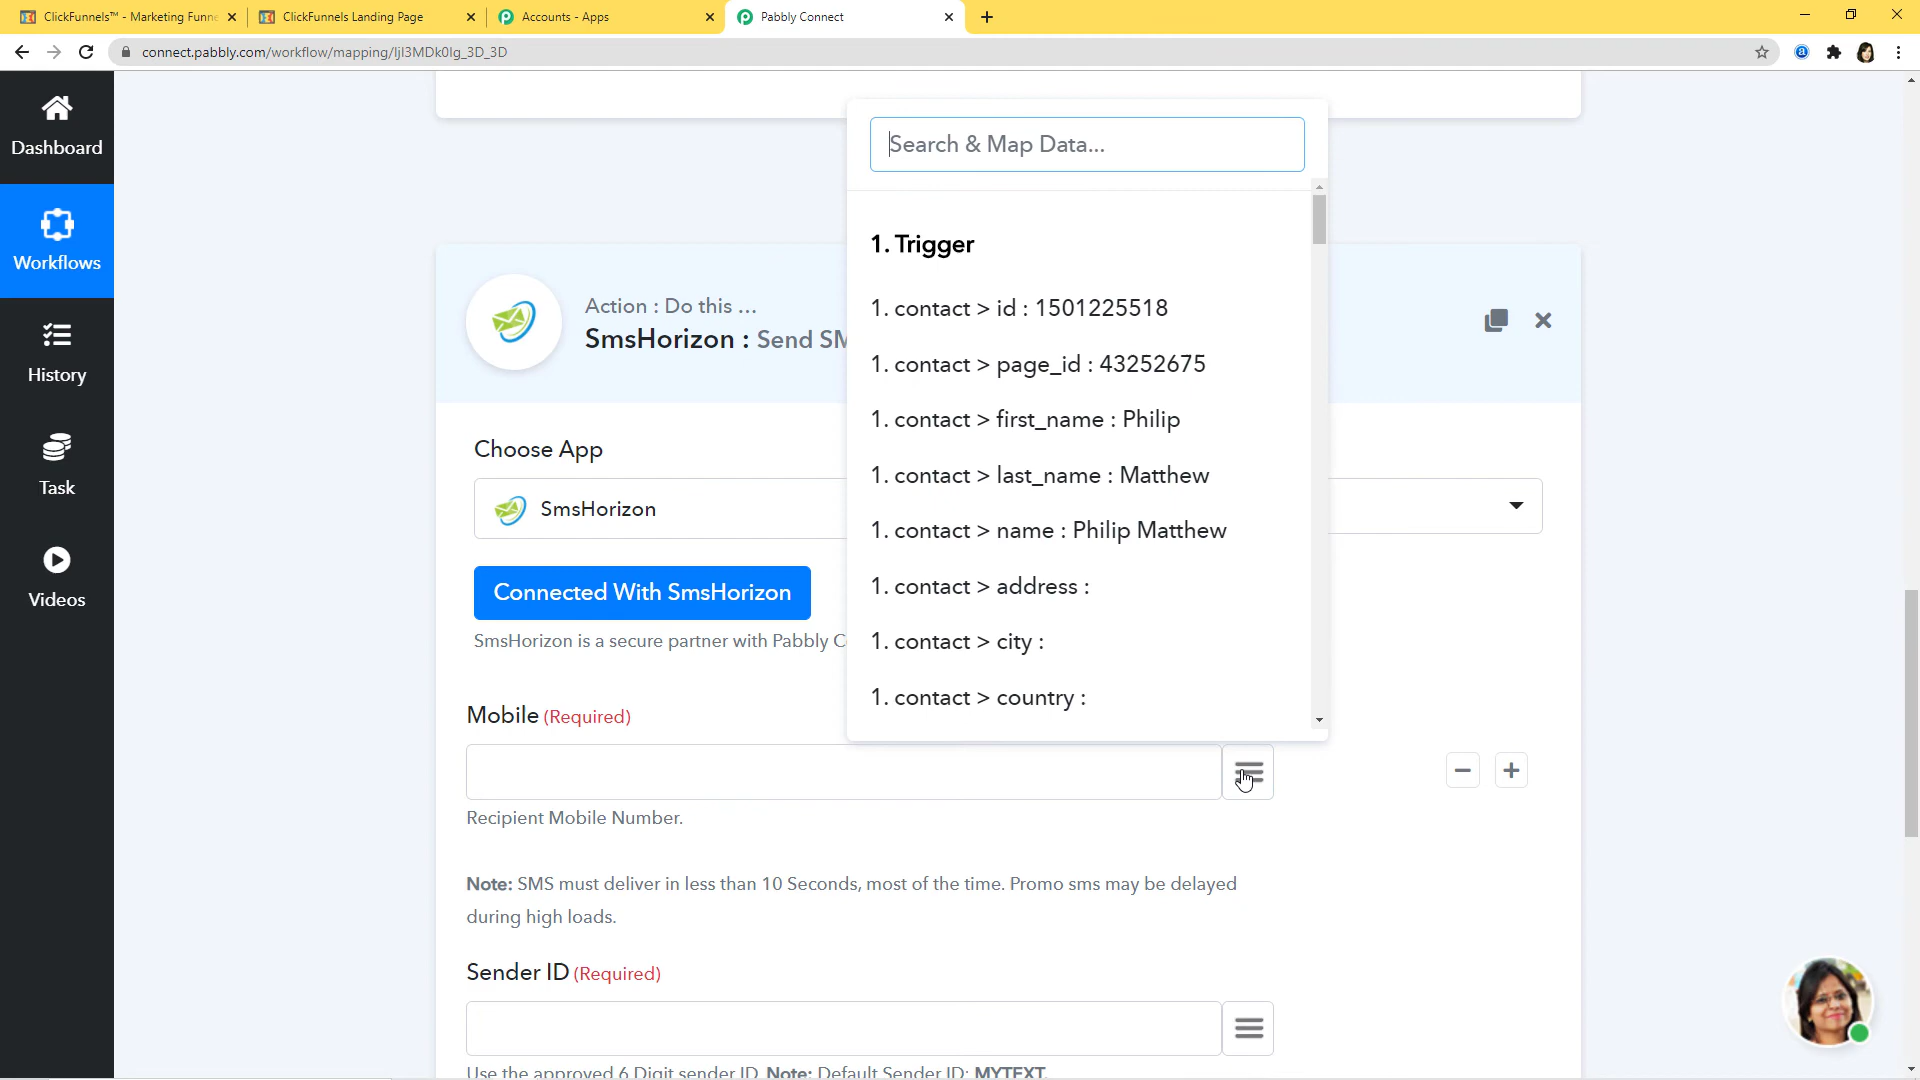 ClickFunnels™ - Marketing Funne
ClickFunnels Landing Page
Accounts - Apps
Pabbly Connect
connect.pabbly.com/workflow/mapping/IjI3MDk0Ig_3D_3D
Dashboard
Workflows
History
Task
Videos
Search & Map Data...
1. Trigger
1. contact > id : 1501225518
1. contact > page_id : 43252675
1. contact > first_name : Philip
1. contact > last_name : Matthew
1. contact > name : Philip Matthew
1. contact > address :
1. contact > city :
1. contact > country :
Action : Do this ...
SmsHorizon : Send SM
Choose App
SmsHorizon
Connected With SmsHorizon
SmsHorizon is a secure partner with Pabbly C
Mobile (Required)
Recipient Mobile Number.
Note: SMS must deliver in less than 10 Seconds, most of the time. Promo sms may be delayed
during high loads.
Sender ID (Required)
Use the approved 6 Digit sender ID. Note: Default Sender ID: MYTEXT.